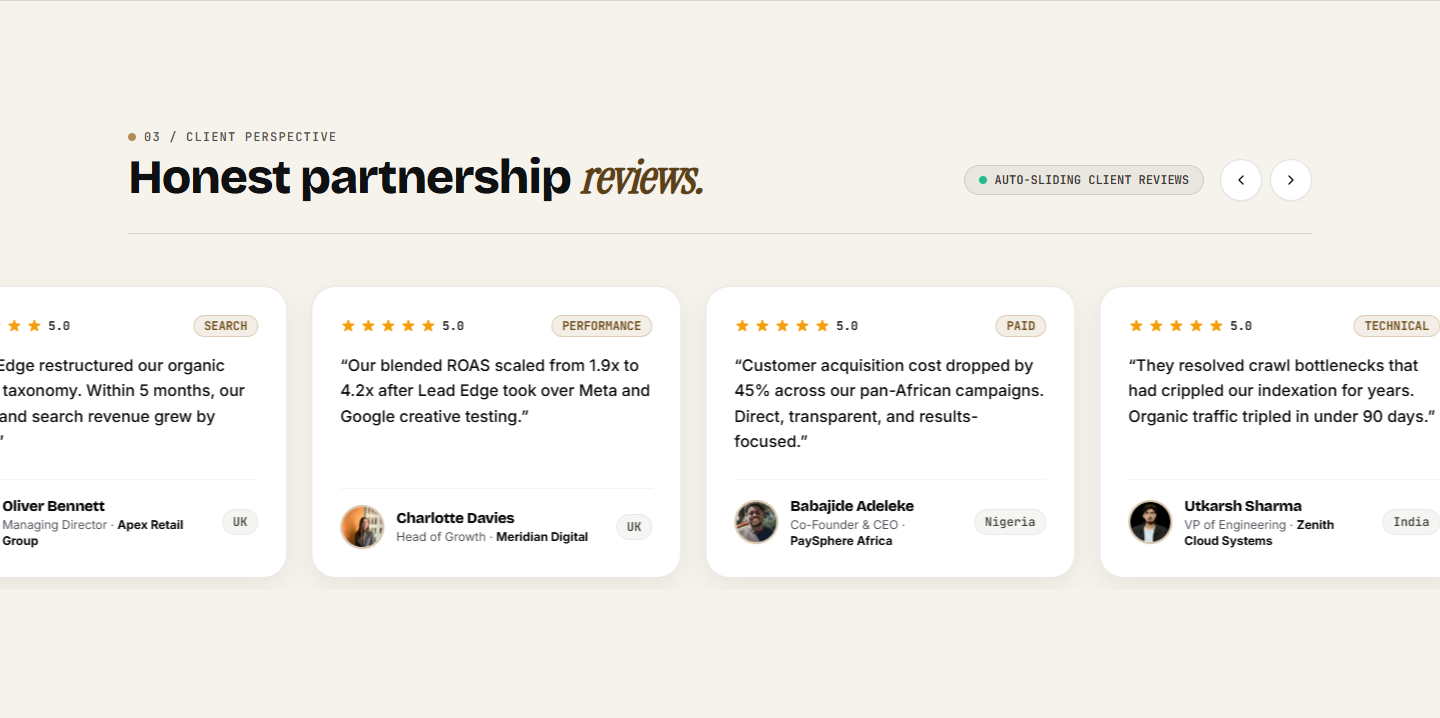 03 / CLIENT PERSPECTIVE
Honest partnership reviews.
AUTO-SLIDING CLIENT REVIEWS
5.0
SEARCH
Edge restructured our organic
taxonomy. Within 5 months, our
and search revenue grew by
”
Oliver Bennett
Managing Director · Apex Retail
Group
UK
5.0
PERFORMANCE
“Our blended ROAS scaled from 1.9x to
4.2x after Lead Edge took over Meta and
Google creative testing.”
Charlotte Davies
Head of Growth · Meridian Digital
UK
5.0
PAID
“Customer acquisition cost dropped by
45% across our pan-African campaigns.
Direct, transparent, and results-
focused.”
Babajide Adeleke
Co-Founder & CEO ·
PaySphere Africa
Nigeria
5.0
TECHNICAL
“They resolved crawl bottlenecks that
had crippled our indexation for years.
Organic traffic tripled in under 90 days.”
Utkarsh Sharma
VP of Engineering · Zenith
Cloud Systems
India